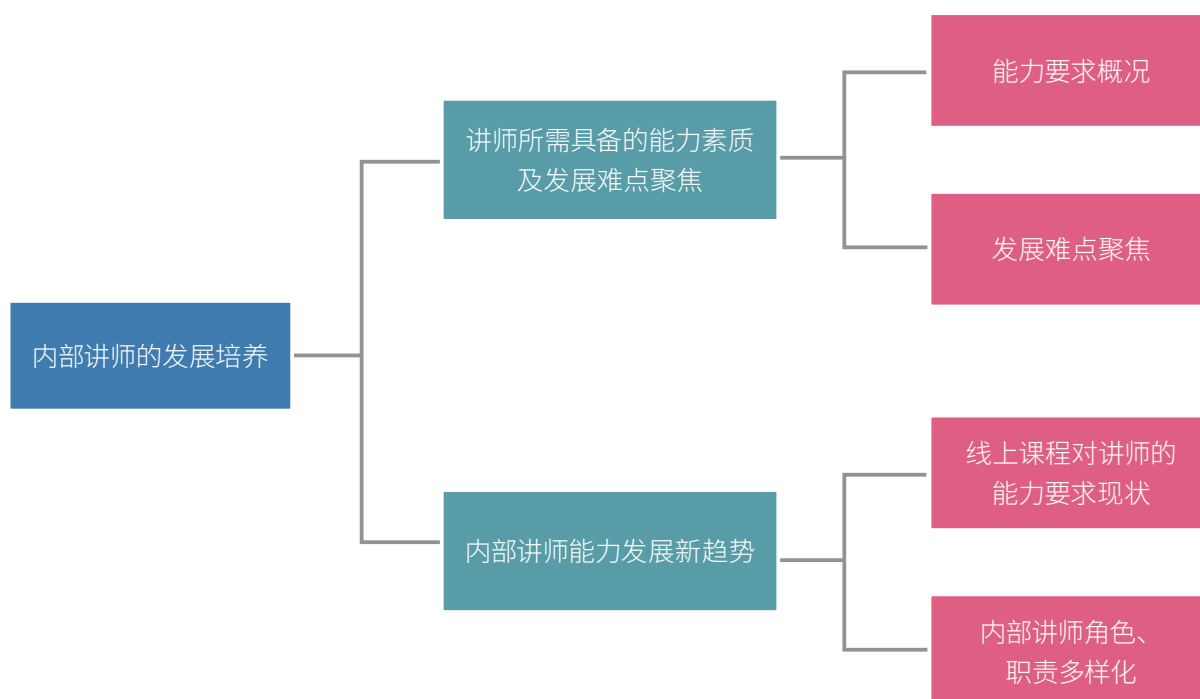 内部讲师的发展培养
讲师所需具备的能力素质
及发展难点聚焦
能力要求概况
发展难点聚焦
内部讲师能力发展新趋势
线上课程对讲师的
能力要求现状
内部讲师角色、
职责多样化